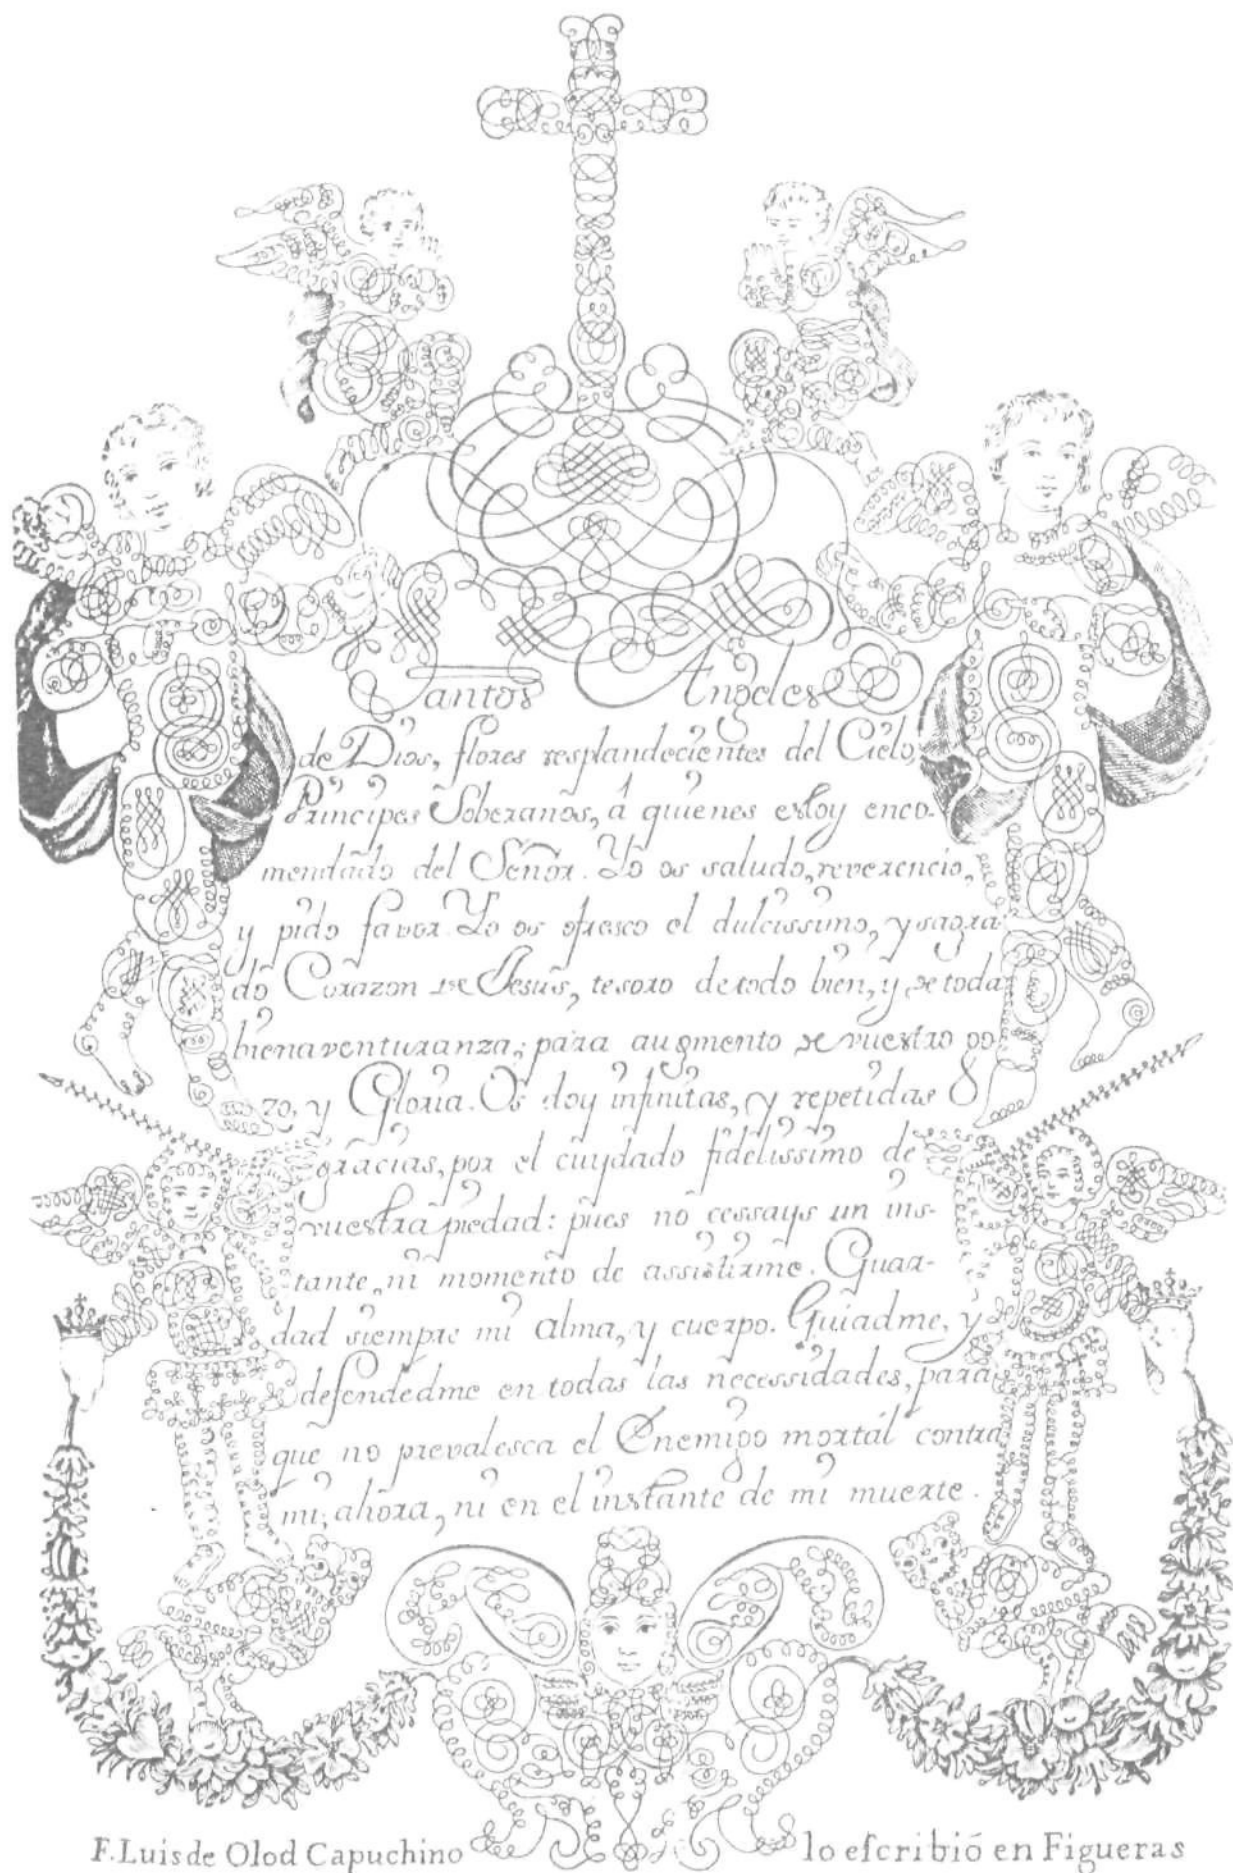 Santos Angeles
de Dios, flores resplandecientes del Cielo,
Principes Soberanos, á quienes estoy enco-
mendado del Señor. Yo os saludo, reverencio,
y pido favor. Yo os ofresco el dulcissimo, y sagra-
do Corazon de Jesus, tesoro de todo bien, y de toda
bienaventuranza; para augmento de vuestro go-
zo, y Gloria. Os doy infinitas, y repetidas
gracias, por el cuydado fidelissimo de
vuestra piedad: pues no cessays un ins-
tante, ni momento de assistirme. Guar-
dad siempre mi alma, y cuerpo. Guiadme, y
defendedme en todas las necessidades, para
que no prevalesca el Enemigo mortal contra
mi; ahora, ni en el instante de mi muerte.
F. Luis de Olod Capuchino lo escribió en Figueras